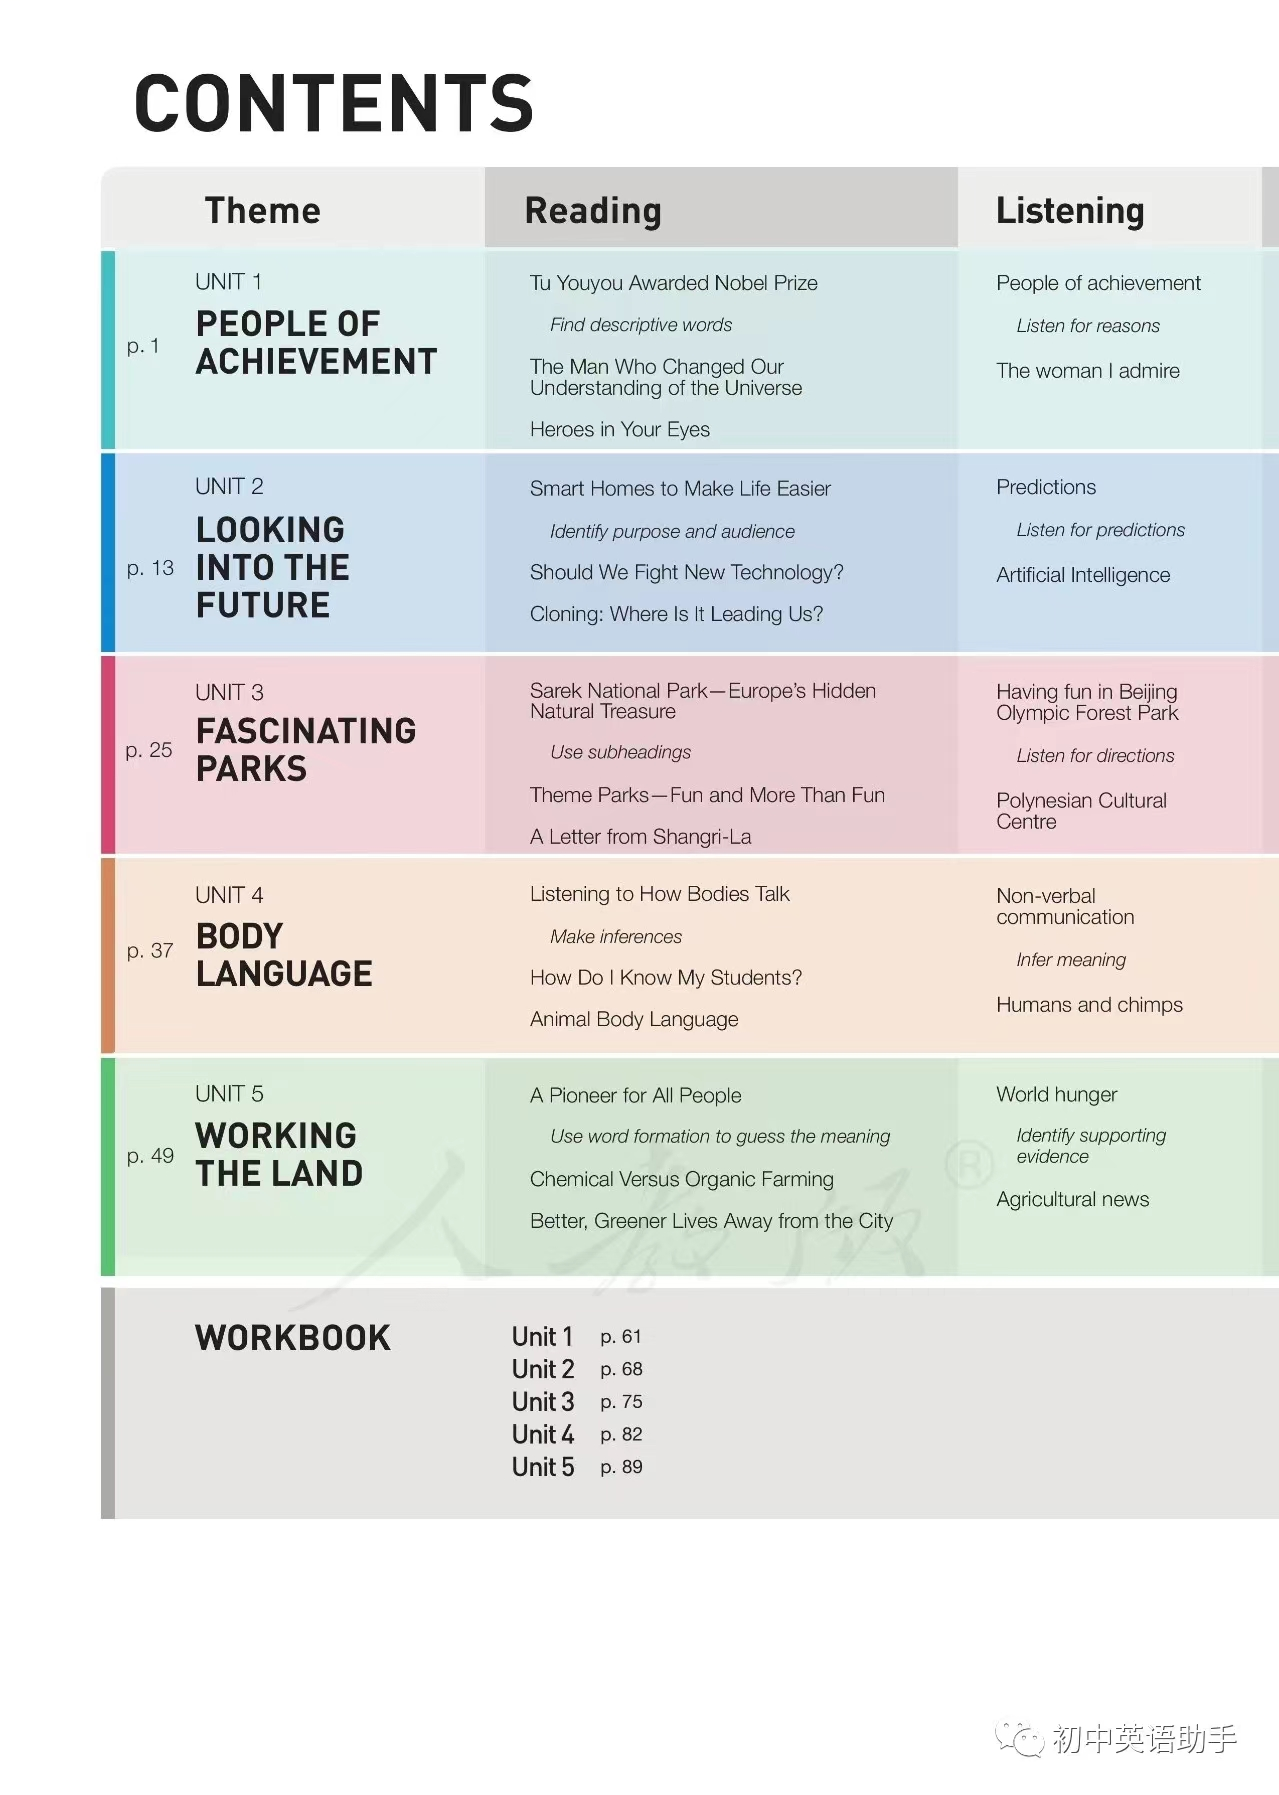 CONTENTS
Theme
Reading
Listening
p. 1
UNIT 1
PEOPLE OF
ACHIEVEMENT
Tu Youyou Awarded Nobel Prize
Find descriptive words
The Man Who Changed Our
Understanding of the Universe
Heroes in Your Eyes
People of achievement
Listen for reasons
The woman I admire
p. 13
UNIT 2
LOOKING
INTO THE
FUTURE
Smart Homes to Make Life Easier
Identify purpose and audience
Should We Fight New Technology?
Cloning: Where Is It Leading Us?
Predictions
Listen for predictions
Artificial Intelligence
p. 25
UNIT 3
FASCINATING
PARKS
Sarek National Park—Europe's Hidden
Natural Treasure
Use subheadings
Theme Parks—Fun and More Than Fun
A Letter from Shangri-La
Having fun in Beijing
Olympic Forest Park
Listen for directions
Polynesian Cultural
Centre
p. 37
UNIT 4
BODY
LANGUAGE
Listening to How Bodies Talk
Make inferences
How Do I Know My Students?
Animal Body Language
Non-verbal
communication
Infer meaning
Humans and chimps
p. 49
UNIT 5
WORKING
THE LAND
A Pioneer for All People
Use word formation to guess the meaning
Chemical Versus Organic Farming
Better, Greener Lives Away from the City
World hunger
Identify supporting
evidence
Agricultural news
人教版®
WORKBOOK
Unit 1 p. 61
Unit 2 p. 68
Unit 3 p. 75
Unit 4 p. 82
Unit 5 p. 89
初中英语助手